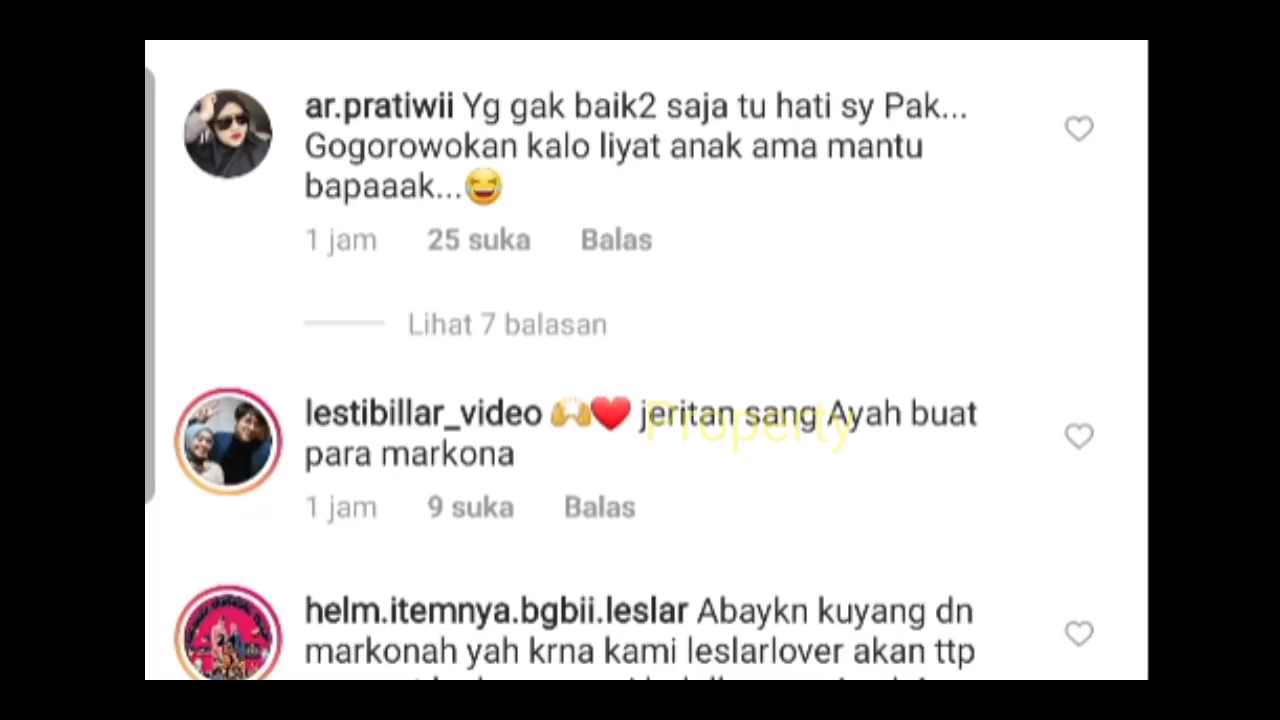 ar.pratiwii Yg gak baik2 saja tu hati sy Pak...
Gogorowokan kalo liyat anak ama mantu
bapaaak...😂
1 jam 25 suka Balas
Lihat 7 balasan
lestibillar_video 🙌❤️ jeritan sang Ayah buat
para markona
Property
1 jam 9 suka Balas
helm.itemnya.bgbii.leslar Abaykn kuyang dn
markonah yah krna kami leslarlover akan ttp